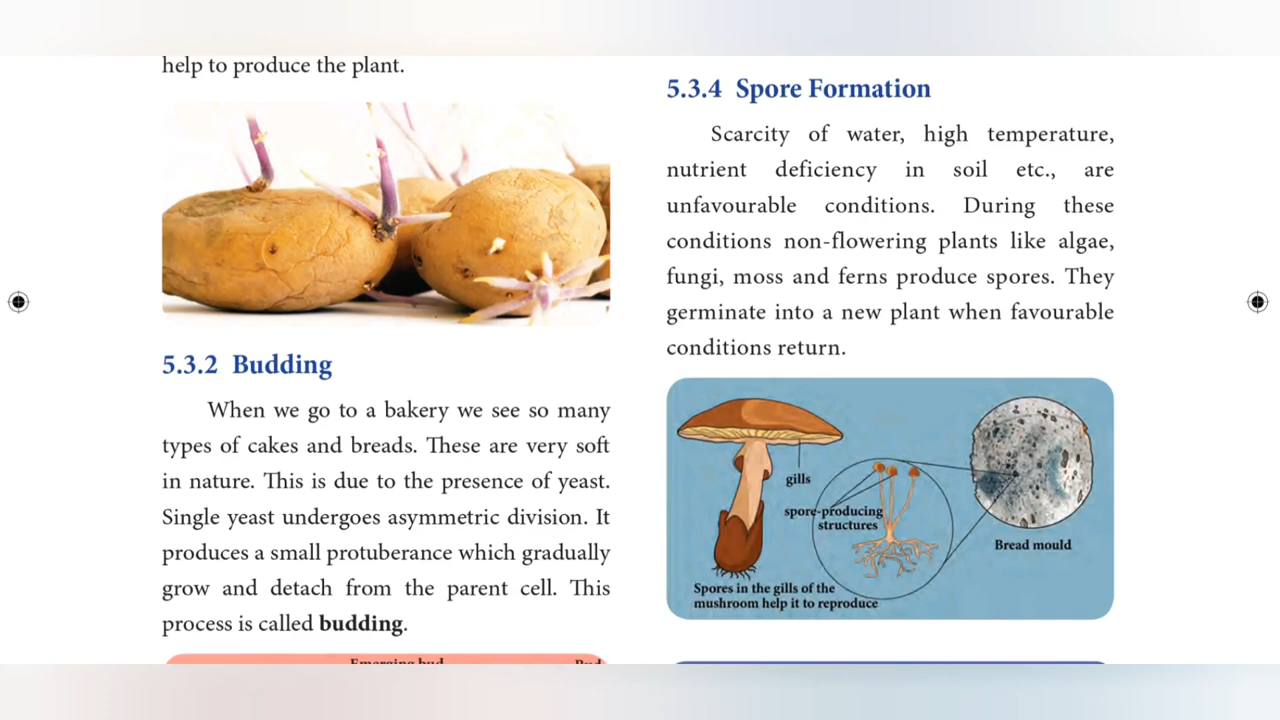 help to produce the plant.
5.3.2 Budding
When we go to a bakery we see so many
types of cakes and breads. These are very soft
in nature. This is due to the presence of yeast.
Single yeast undergoes asymmetric division. It
produces a small protuberance which gradually
grow and detach from the parent cell. This
process is called budding.
Emerging bud
Bud
5.3.4 Spore Formation
Scarcity of water, high temperature,
nutrient deficiency in soil etc., are
unfavourable conditions. During these
conditions non-flowering plants like algae,
fungi, moss and ferns produce spores. They
germinate into a new plant when favourable
conditions return.
gills
spore-producing
structures
Bread mould
Spores in the gills of the
mushroom help it to reproduce